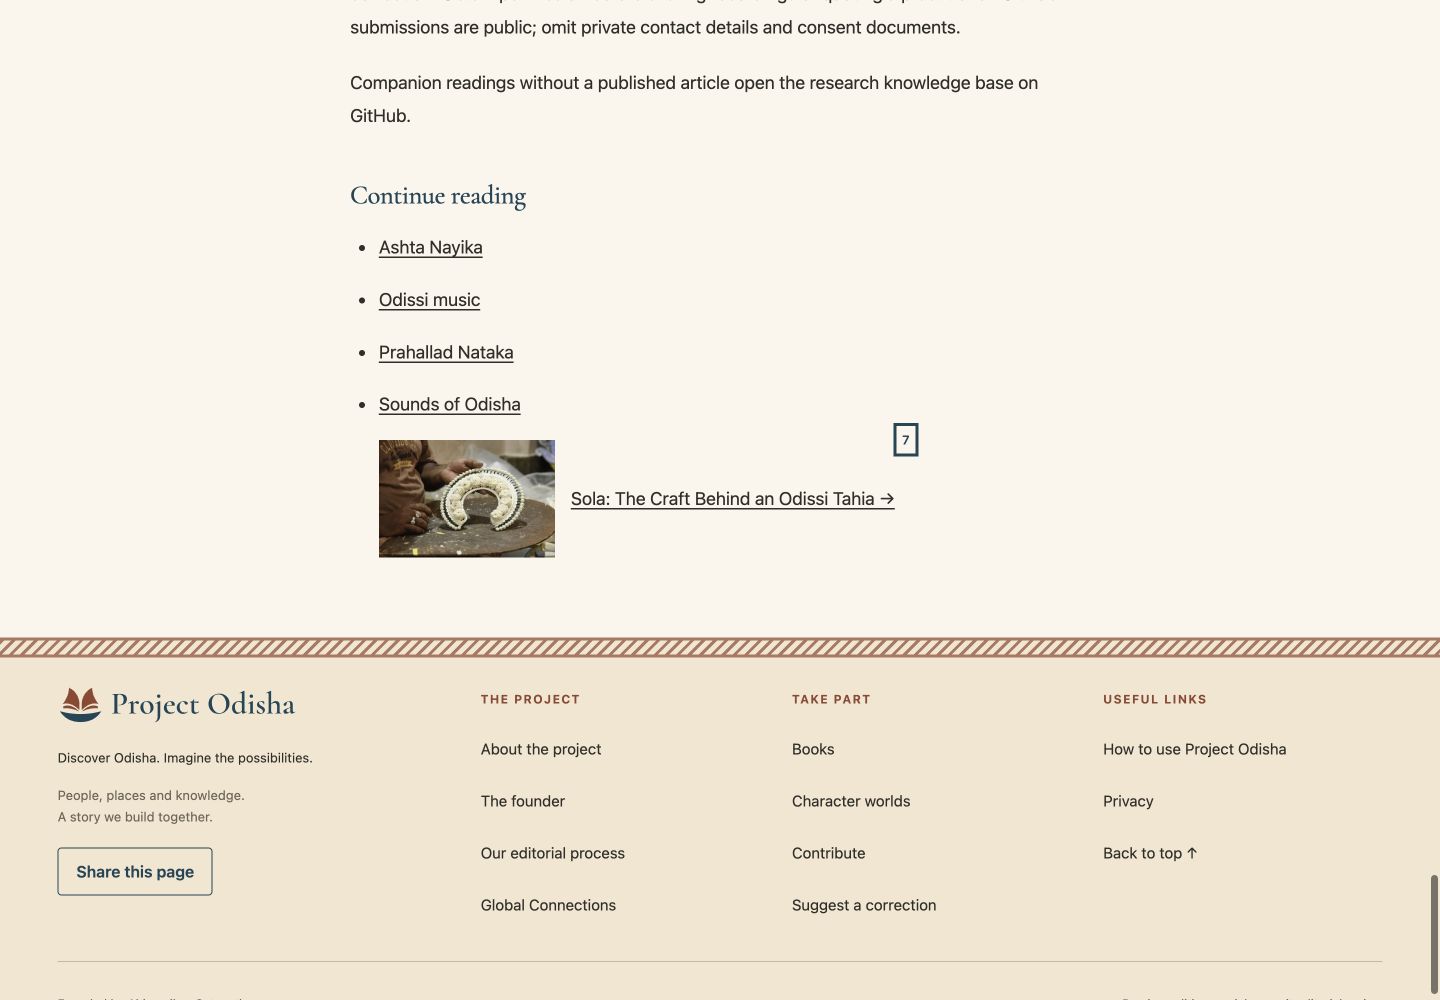 submissions are public; omit private contact details and consent documents.
Companion readings without a published article open the research knowledge base on
GitHub.
Continue reading
Ashta Nayika
Odissi music
Prahallad Nataka
Sounds of Odisha
7
Sola: The Craft Behind an Odissi Tahia →
Project Odisha
Discover Odisha. Imagine the possibilities.
People, places and knowledge.
A story we build together.
Share this page
THE PROJECT
About the project
The founder
Our editorial process
Global Connections
TAKE PART
Books
Character worlds
Contribute
Suggest a correction
USEFUL LINKS
How to use Project Odisha
Privacy
Back to top ↑